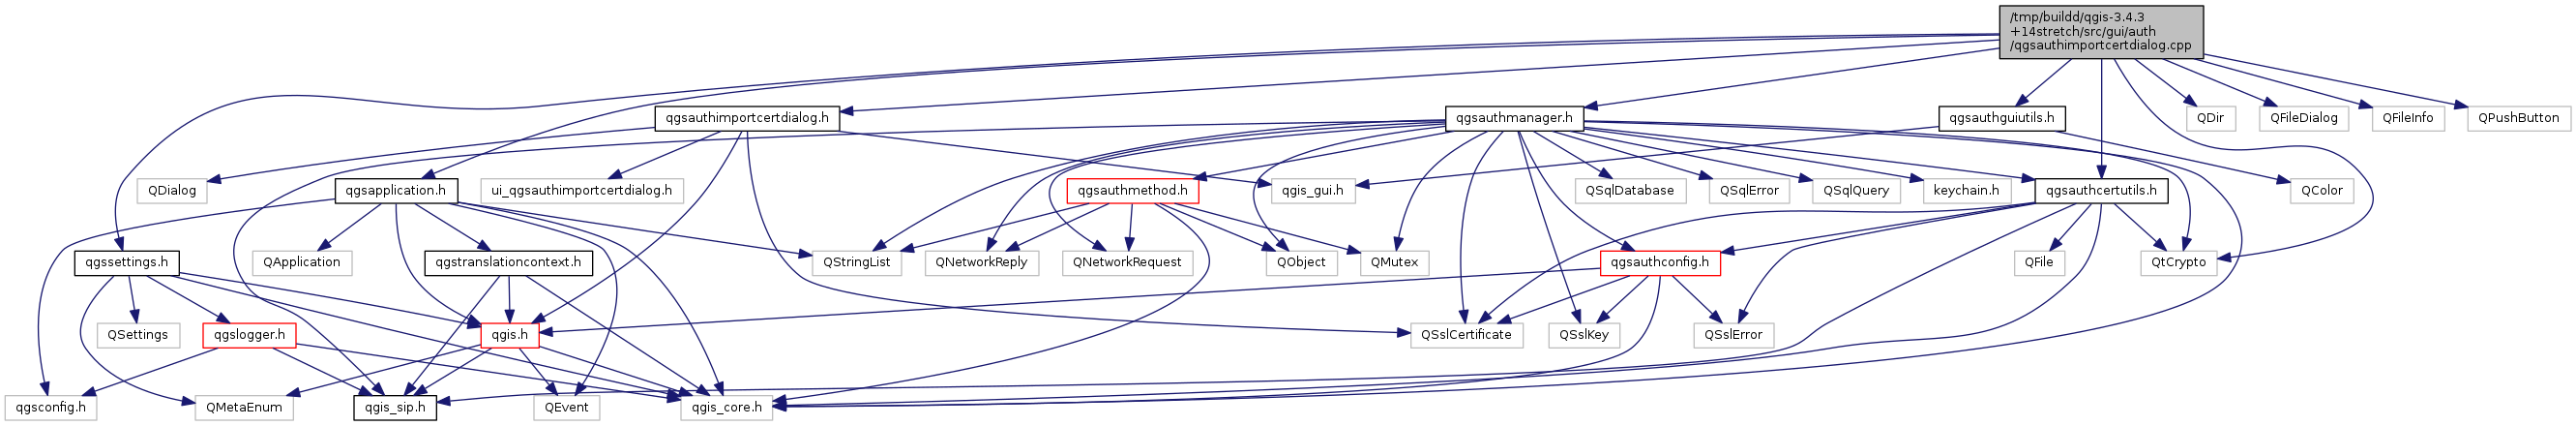 /tmp/buildd/qgis-3.4.3
+14stretch/src/gui/auth
/qgsauthimportcertdialog.cpp
qgsauthimportcertdialog.h
qgsauthmanager.h
qgsauthguiutils.h
QDir
QFileDialog
QFileInfo
QPushButton
QDialog
qgsapplication.h
ui_qgsauthimportcertdialog.h
qgsauthmethod.h
qgis_gui.h
QSqlDatabase
QSqlError
QSqlQuery
keychain.h
qgsauthcertutils.h
QColor
qgssettings.h
QApplication
qgstranslationcontext.h
QStringList
QNetworkReply
QNetworkRequest
QObject
QMutex
qgsauthconfig.h
QFile
QtCrypto
QSettings
qgslogger.h
qgis.h
QSslCertificate
QSslKey
QSslError
qgsconfig.h
QMetaEnum
qgis_sip.h
QEvent
qgis_core.h